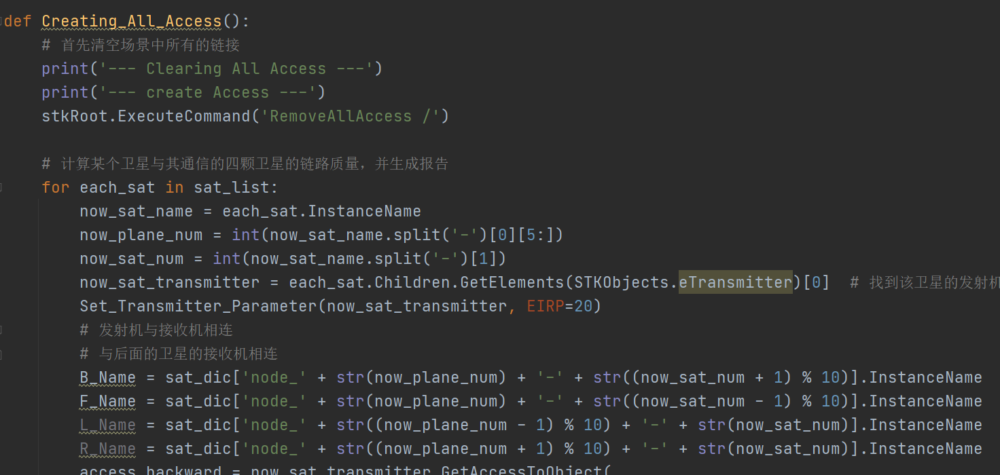 def Creating_All_Access():
    # 首先清空场景中所有的链接
    print('--- Clearing All Access ---')
    print('--- create Access ---')
    stkRoot.ExecuteCommand('RemoveAllAccess /')
    # 计算某个卫星与其通信的四颗卫星的链路质量，并生成报告
    for each_sat in sat_list:
        now_sat_name = each_sat.InstanceName
        now_plane_num = int(now_sat_name.split('-')[0][5:])
        now_sat_num = int(now_sat_name.split('-')[1])
        now_sat_transmitter = each_sat.Children.GetElements(STKObjects.eTransmitter)[0]  # 找到该卫星的发射机
        Set_Transmitter_Parameter(now_sat_transmitter, EIRP=20)
        # 发射机与接收机相连
        # 与后面的卫星的接收机相连
        B_Name = sat_dic['node_' + str(now_plane_num) + '-' + str((now_sat_num + 1) % 10)].InstanceName
        F_Name = sat_dic['node_' + str(now_plane_num) + '-' + str((now_sat_num - 1) % 10)].InstanceName
        L_Name = sat_dic['node_' + str((now_plane_num - 1) % 10) + '-' + str(now_sat_num)].InstanceName
        R_Name = sat_dic['node_' + str((now_plane_num + 1) % 10) + '-' + str(now_sat_num)].InstanceName
        access_backward = now_sat_transmitter.GetAccessToObject(